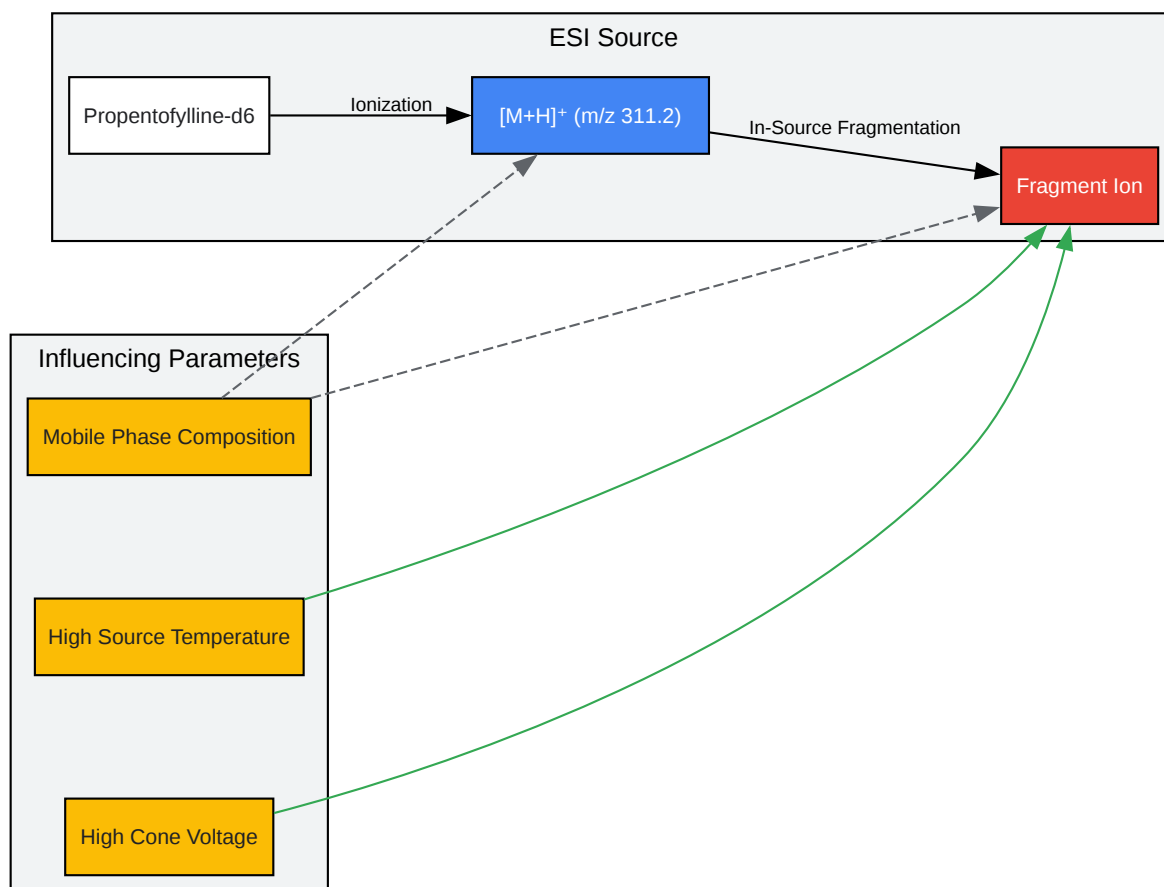 ESI Source
Propentofylline-d6
Ionization
[M+H]⁺ (m/z 311.2)
In-Source Fragmentation
Fragment Ion
Influencing Parameters
Mobile Phase Composition
High Source Temperature
High Cone Voltage